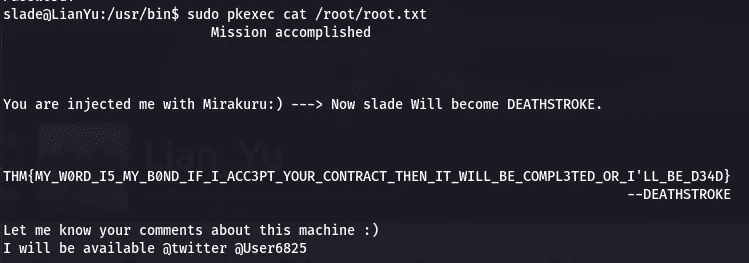 slade@LianYu:/usr/bin$ sudo pkexec cat /root/root.txt
Mission accomplished
You are injected me with Mirakuru:) ---> Now slade Will become DEATHSTROKE.
Lian_Yu
THM{MY_W0RD_I5_MY_B0ND_IF_I_ACC3PT_YOUR_CONTRACT_THEN_IT_WILL_BE_COMPL3TED_OR_I'LL_BE_D34D}
--DEATHSTROKE
Let me know your comments about this machine :)
I will be available @twitter @User6825